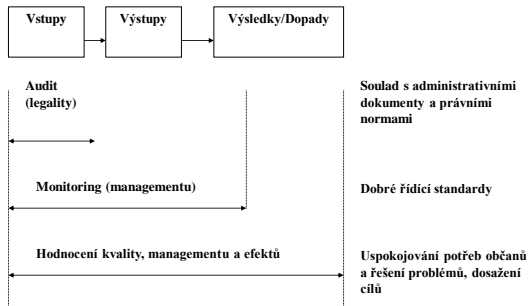 Vstupy
Výstupy
Výsledky/Dopady
Audit
(legality)
Soulad s administrativními
dokumenty a právními
normami
Monitoring (managementu)
Dobré řídící standardy
Hodnocení kvality, managementu a efektů
Uspokojování potřeb občanů
a řešení problémů, dosažení
cílů